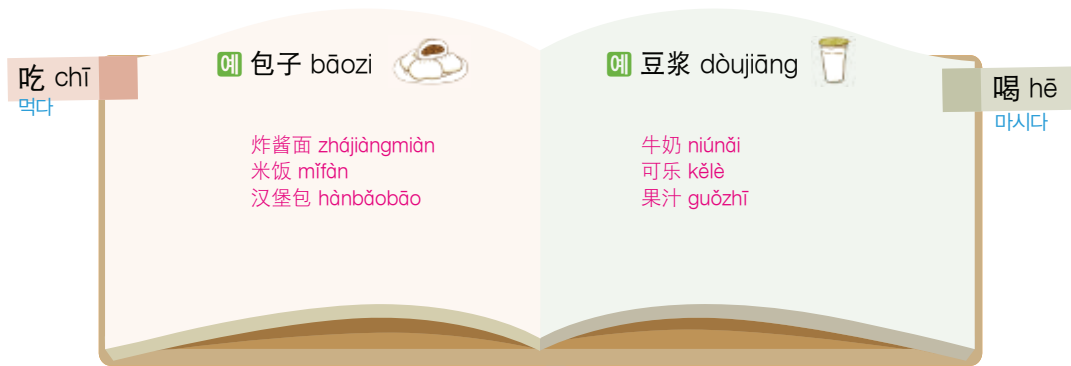 吃 chī
먹다
예 包子 bāozi
炸酱面 zhájiàngmiàn
米饭 mǐfàn
汉堡包 hànbǎobāo
예 豆浆 dòujiāng
牛奶 niúnǎi
可乐 kělè
果汁 guǒzhī
喝 hē
마시다